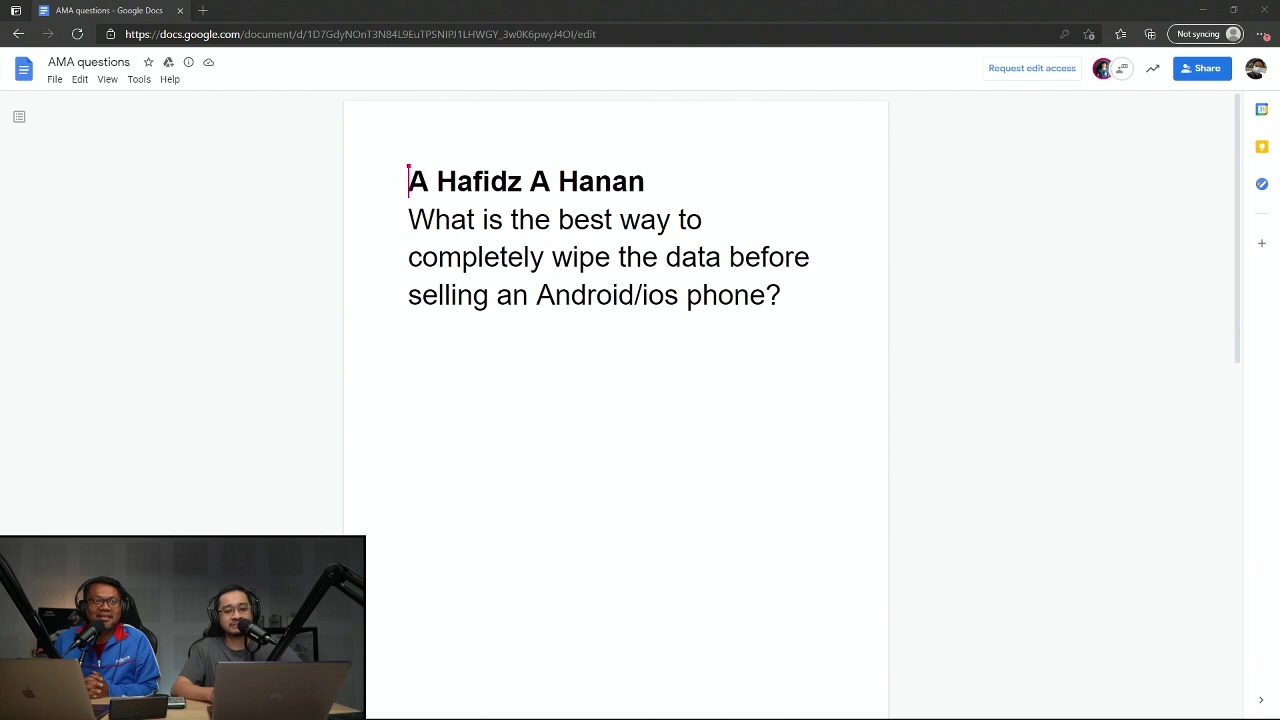 AMA questions - Google Docs
https://docs.google.com/document/d/1D7GdyNOnT3N84L9EuTPSNIPJ1LHWGY_3w0K6pwyJ4OI/edit
Not syncing
AMA questions
File Edit View Tools Help
Request edit access
Share
31
A Hafidz A Hanan
What is the best way to
completely wipe the data before
selling an Android/ios phone?